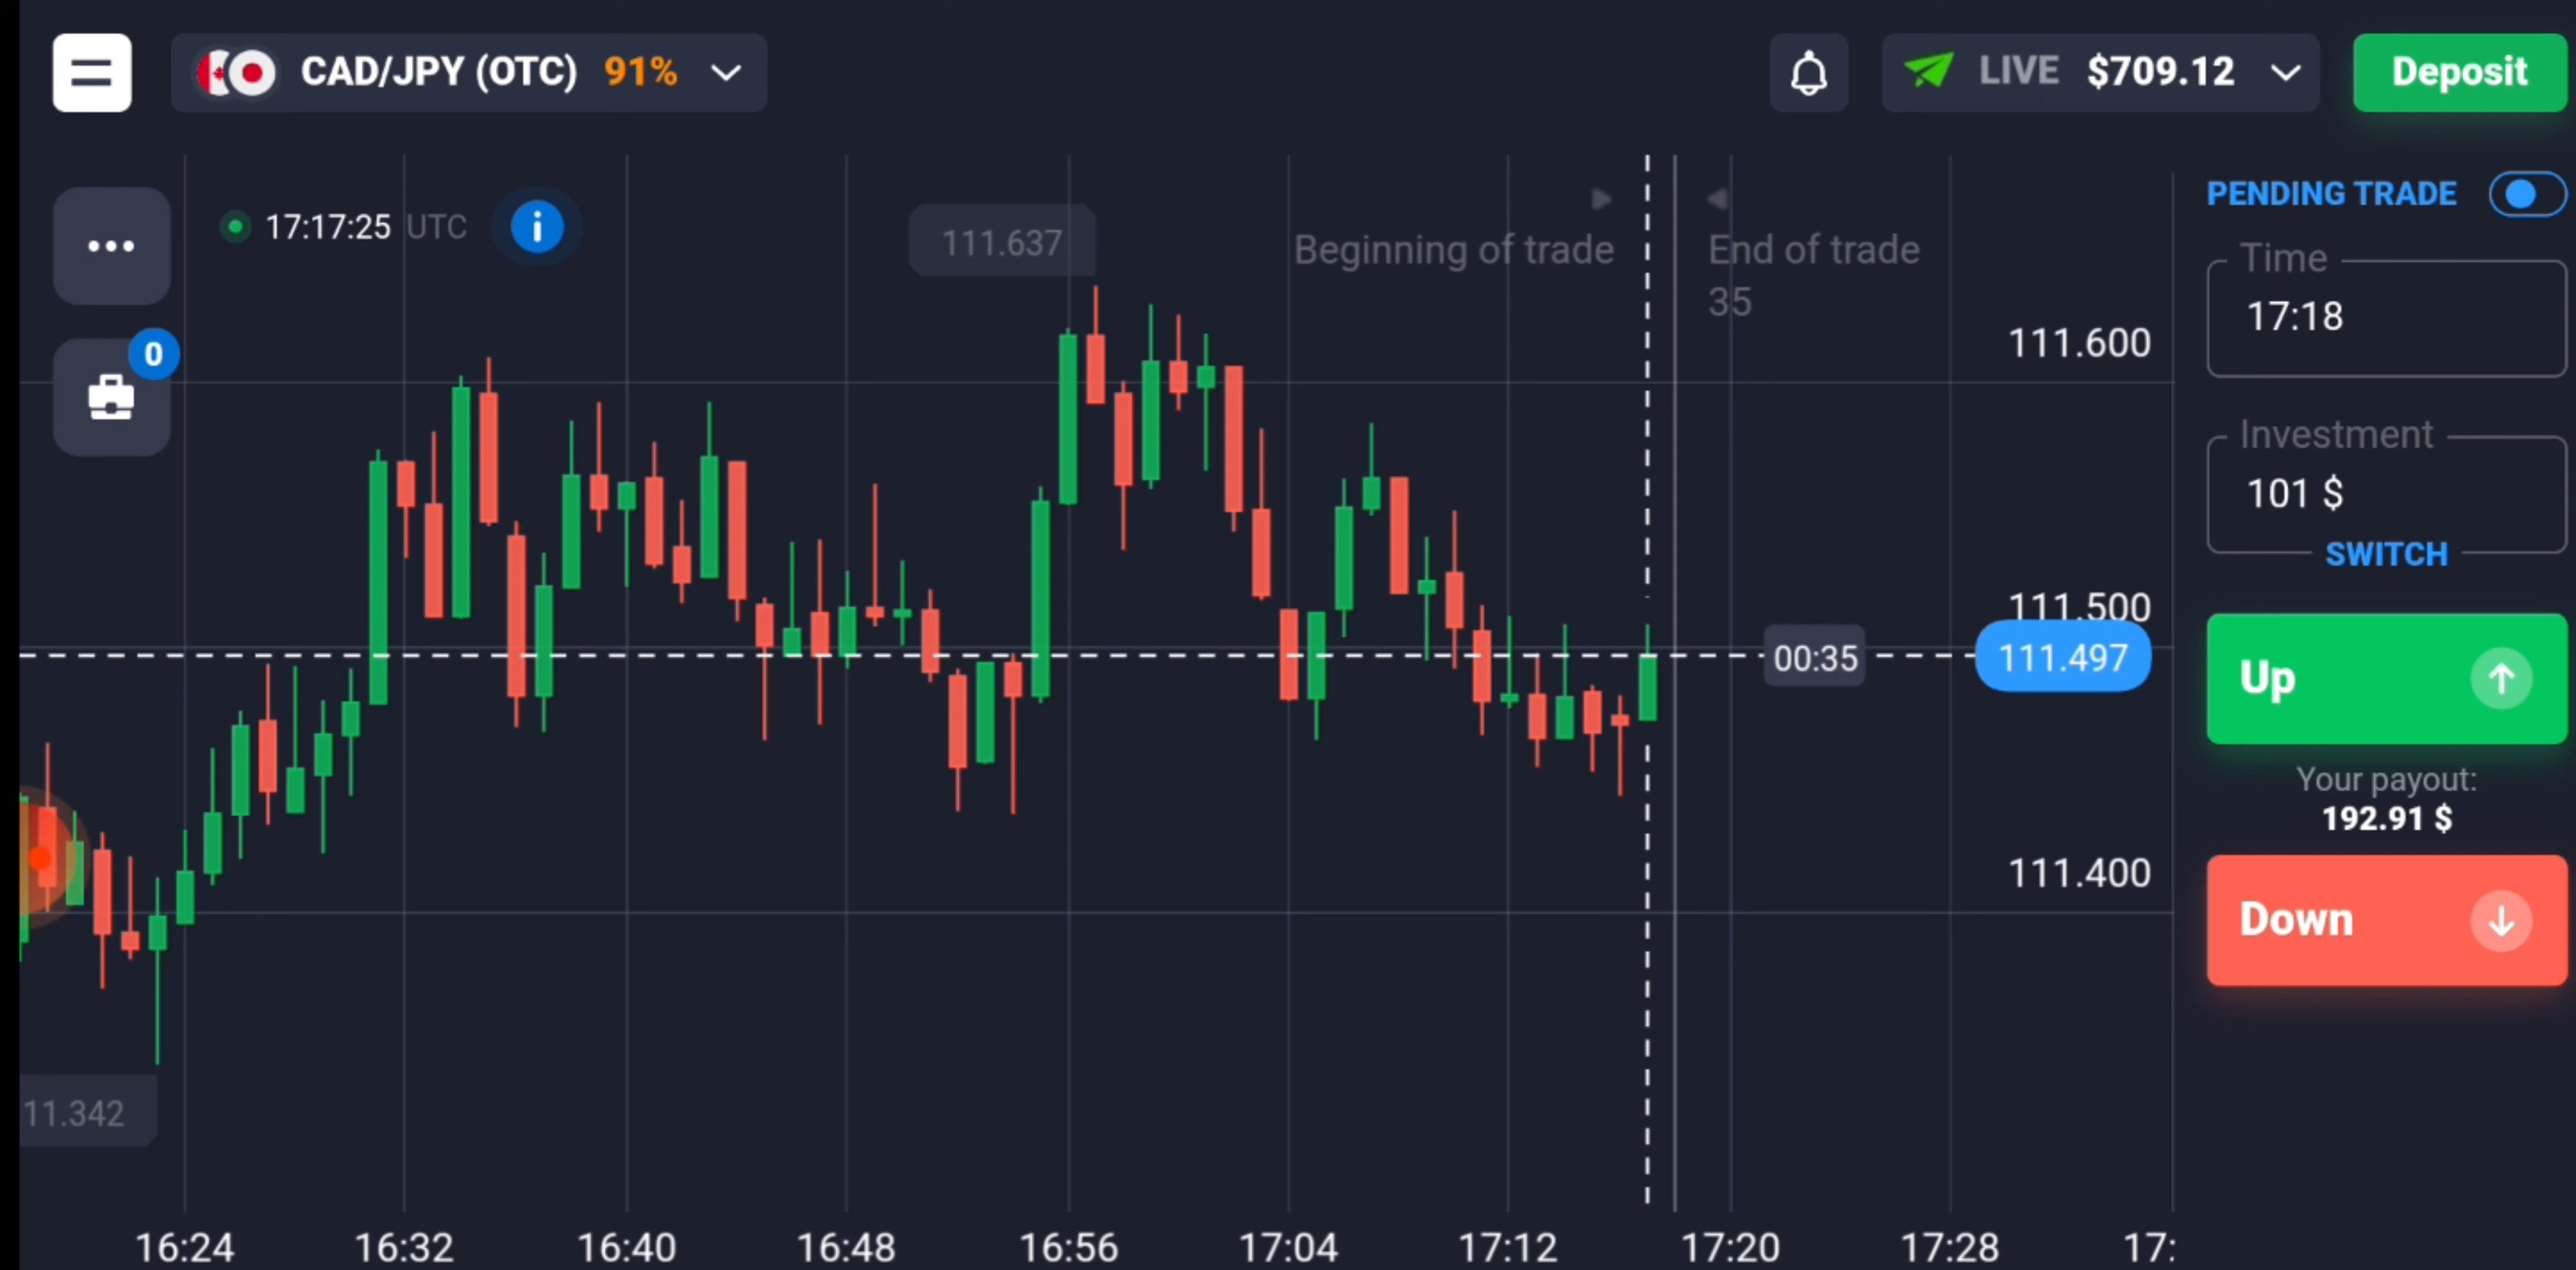 CAD/JPY (OTC) 91%
LIVE $709.12
Deposit
17:17:25 UTC
111.637
Beginning of trade
End of trade
35
PENDING TRADE
Time
17:18
Investment
101 $
SWITCH
Up
Your payout:
192.91 $
Down
0
111.600
111.500
00:35
111.497
111.400
11.342
16:24 16:32 16:40 16:48 16:56 17:04 17:12 17:20 17:28 17: